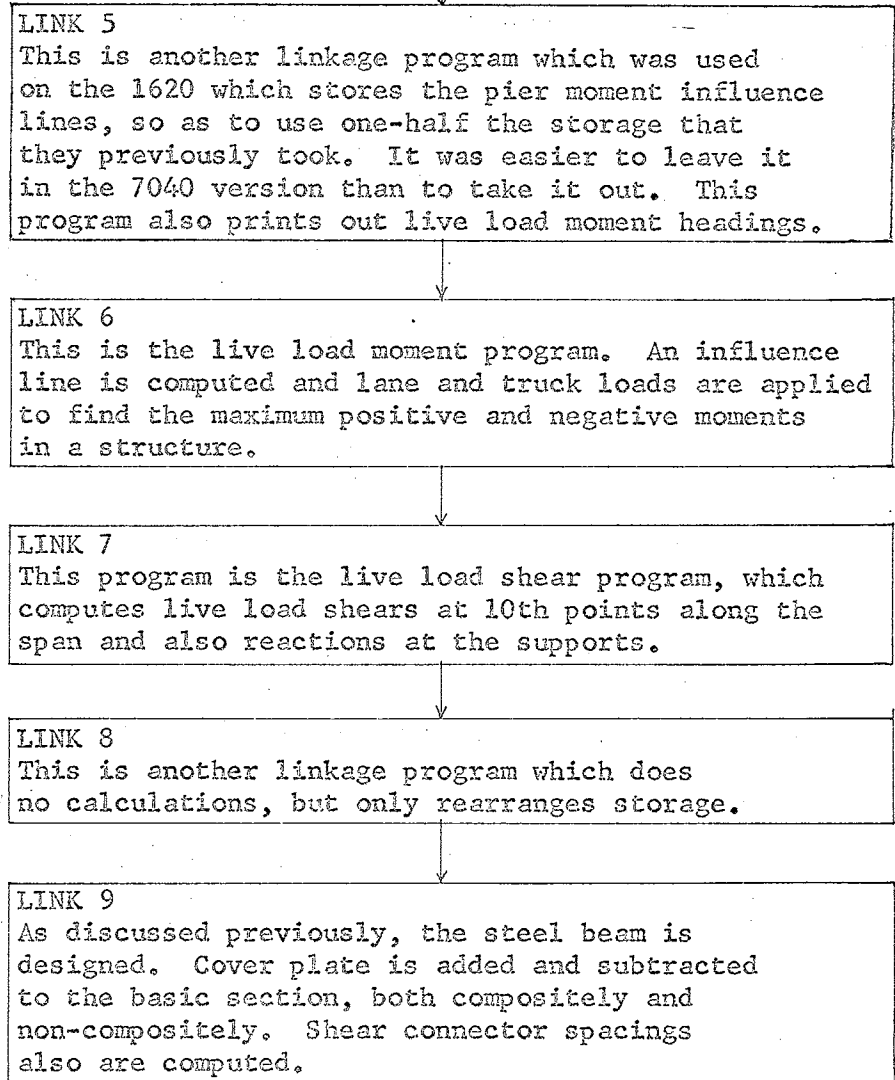 LINK 5
This is another linkage program which was used
on the 1620 which stores the pier moment influence
lines, so as to use one-half the storage that
they previously took. It was easier to leave it
in the 7040 version than to take it out. This
program also prints out live load moment headings.
LINK 6
This is the live load moment program. An influence
line is computed and lane and truck loads are applied
to find the maximum positive and negative moments
in a structure.
LINK 7
This program is the live load shear program, which
computes live load shears at 10th points along the
span and also reactions at the supports.
LINK 8
This is another linkage program which does
no calculations, but only rearranges storage.
LINK 9
As discussed previously, the steel beam is
designed. Cover plate is added and subtracted
to the basic section, both compositely and
non-compositely. Shear connector spacings
also are computed.